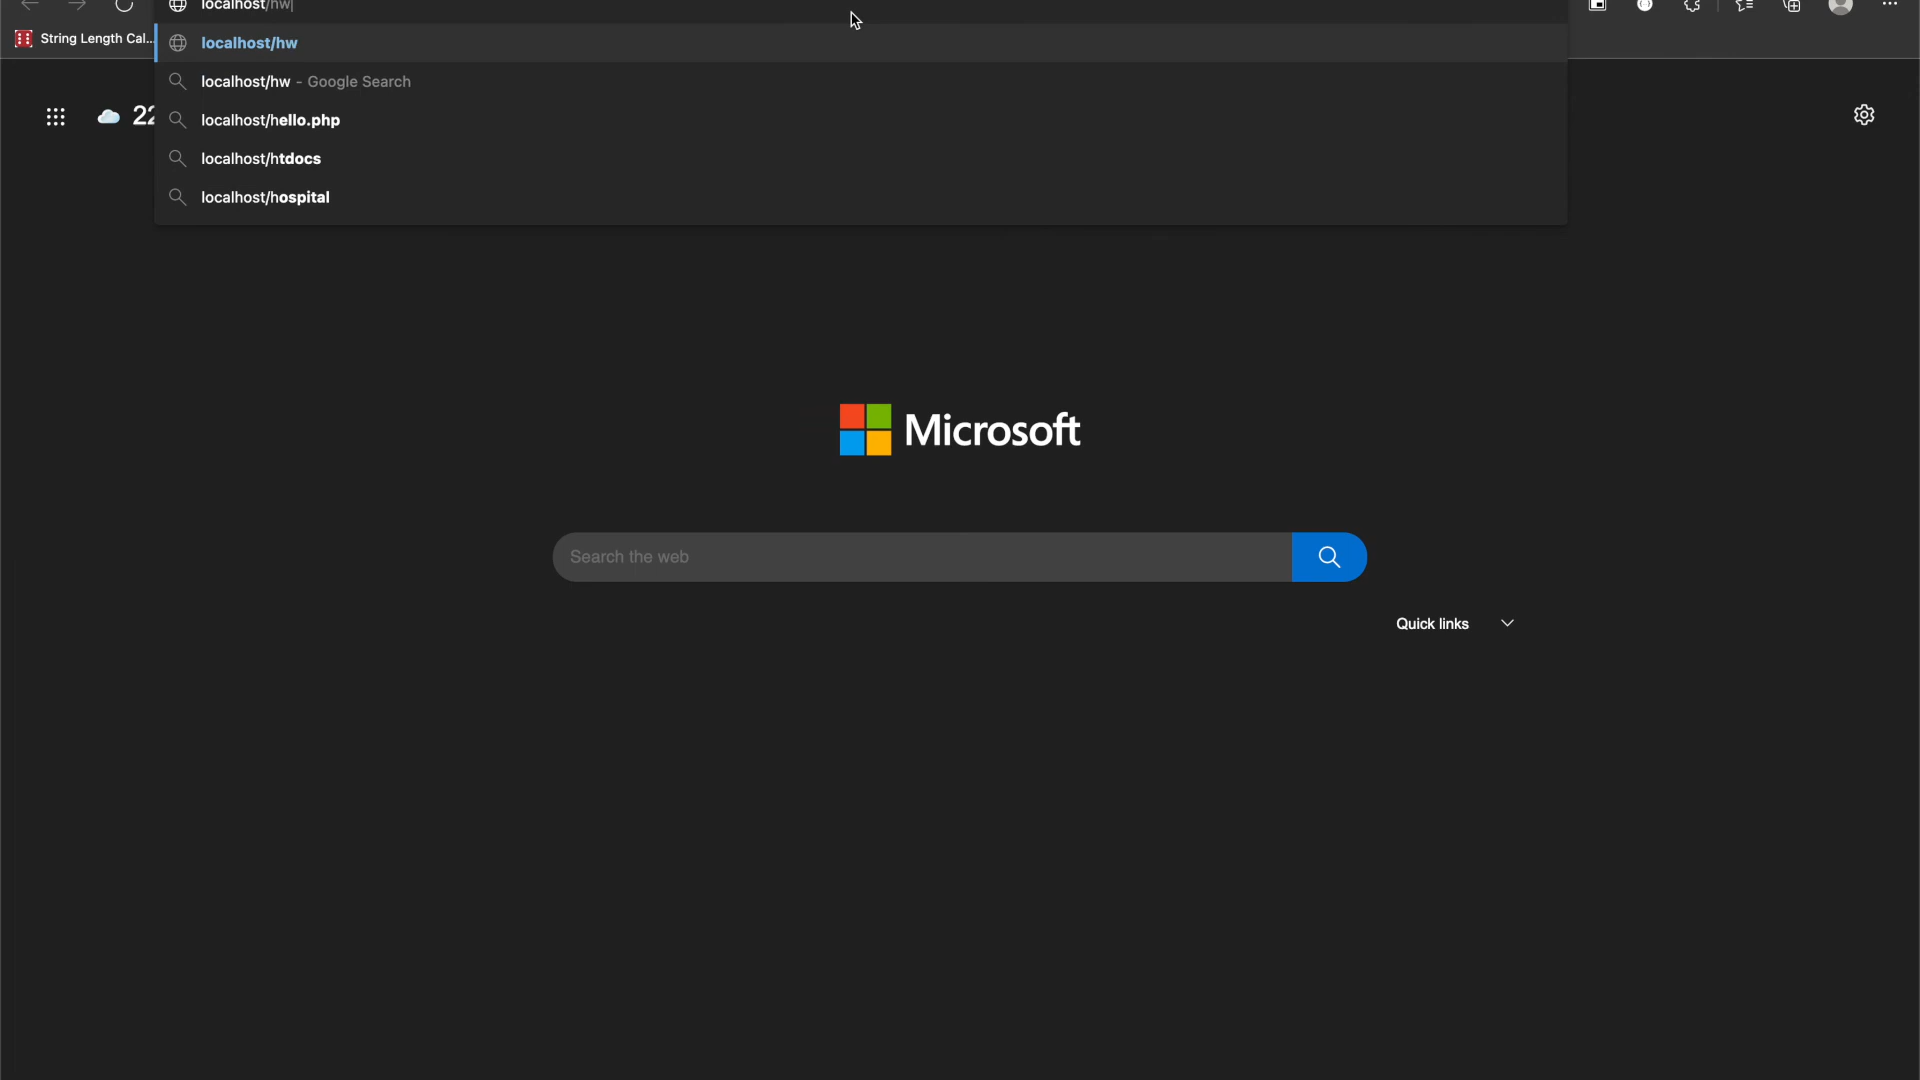 localhost/hw
String Length Cal...
localhost/hw
localhost/hw - Google Search
22
localhost/hello.php
localhost/htdocs
localhost/hospital
Microsoft
Search the web
Quick links